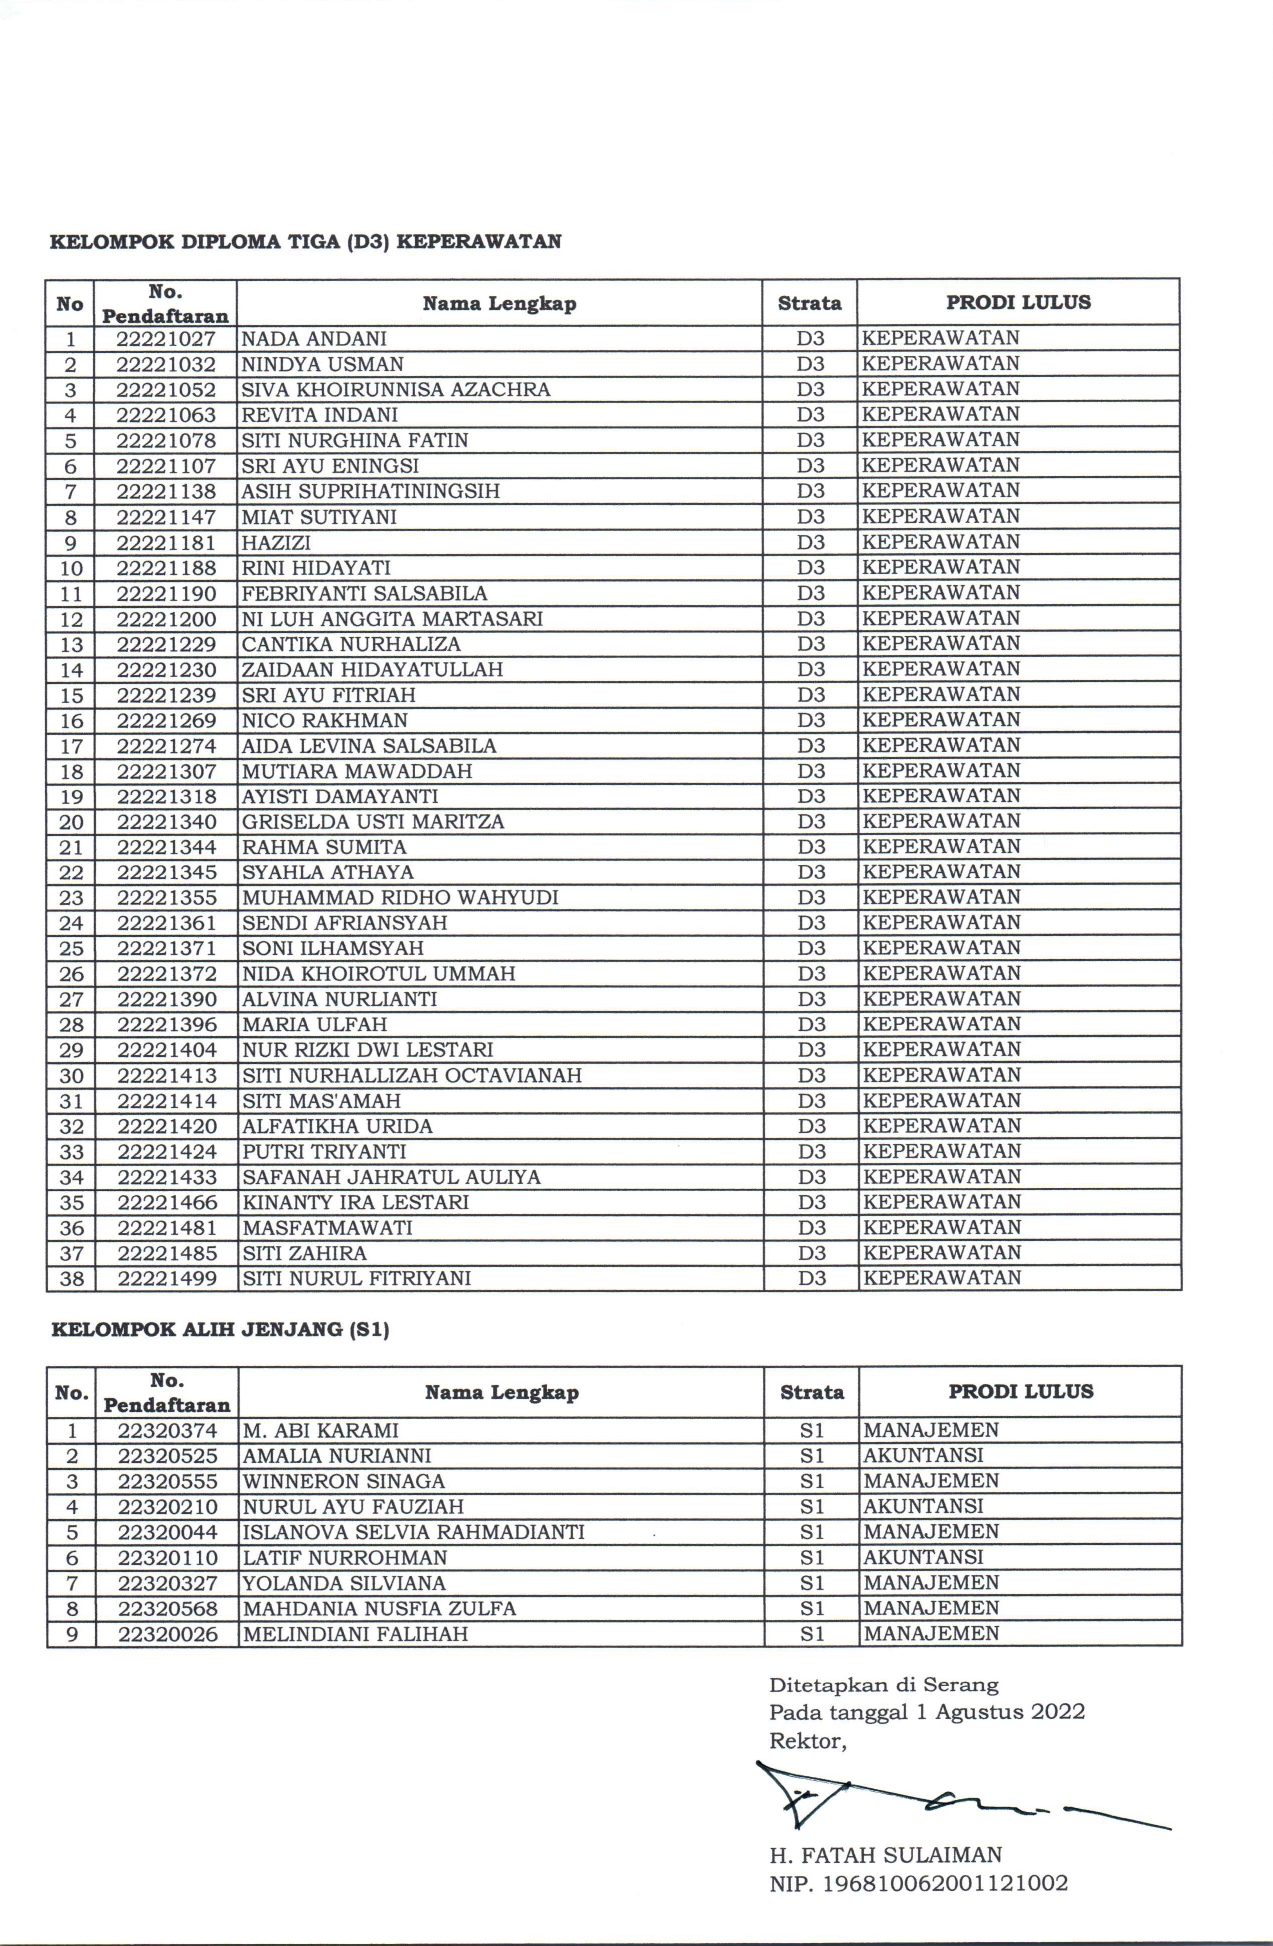 KELOMPOK DIPLOMA TIGA (D3) KEPERAWATAN
No No. Pendaftaran Nama Lengkap Strata PRODI LULUS
1 22221027 NADA ANDANI D3 KEPERAWATAN
2 22221032 NINDYA USMAN D3 KEPERAWATAN
3 22221052 SIVA KHOIRUNNISA AZACHRA D3 KEPERAWATAN
4 22221063 REVITA INDANI D3 KEPERAWATAN
5 22221078 SITI NURGHINA FATIN D3 KEPERAWATAN
6 22221107 SRI AYU ENINGSI D3 KEPERAWATAN
7 22221138 ASIH SUPRIHATININGSIH D3 KEPERAWATAN
8 22221147 MIAT SUTIYANI D3 KEPERAWATAN
9 22221181 HAZIZI D3 KEPERAWATAN
10 22221188 RINI HIDAYATI D3 KEPERAWATAN
11 22221190 FEBRIYANTI SALSABILA D3 KEPERAWATAN
12 22221200 NI LUH ANGGITA MARTASARI D3 KEPERAWATAN
13 22221229 CANTIKA NURHALIZA D3 KEPERAWATAN
14 22221230 ZAIDAAN HIDAYATULLAH D3 KEPERAWATAN
15 22221239 SRI AYU FITRIAH D3 KEPERAWATAN
16 22221269 NICO RAKHMAN D3 KEPERAWATAN
17 22221274 AIDA LEVINA SALSABILA D3 KEPERAWATAN
18 22221307 MUTIARA MAWADDAH D3 KEPERAWATAN
19 22221318 AYISTI DAMAYANTI D3 KEPERAWATAN
20 22221340 GRISELDA USTI MARITZA D3 KEPERAWATAN
21 22221344 RAHMA SUMITA D3 KEPERAWATAN
22 22221345 SYAHLA ATHAYA D3 KEPERAWATAN
23 22221355 MUHAMMAD RIDHO WAHYUDI D3 KEPERAWATAN
24 22221361 SENDI AFRIANSYAH D3 KEPERAWATAN
25 22221371 SONI ILHAMSYAH D3 KEPERAWATAN
26 22221372 NIDA KHOIROTUL UMMAH D3 KEPERAWATAN
27 22221390 ALVINA NURLIANTI D3 KEPERAWATAN
28 22221396 MARIA ULFAH D3 KEPERAWATAN
29 22221404 NUR RIZKI DWI LESTARI D3 KEPERAWATAN
30 22221413 SITI NURHALLIZAH OCTAVIANAH D3 KEPERAWATAN
31 22221414 SITI MAS'AMAH D3 KEPERAWATAN
32 22221420 ALFATIKHA URIDA D3 KEPERAWATAN
33 22221424 PUTRI TRIYANTI D3 KEPERAWATAN
34 22221433 SAFANAH JAHRATUL AULIYA D3 KEPERAWATAN
35 22221466 KINANTY IRA LESTARI D3 KEPERAWATAN
36 22221481 MASFATMAWATI D3 KEPERAWATAN
37 22221485 SITI ZAHIRA D3 KEPERAWATAN
38 22221499 SITI NURUL FITRIYANI D3 KEPERAWATAN
KELOMPOK ALIH JENJANG (S1)
No. No. Pendaftaran Nama Lengkap Strata PRODI LULUS
1 22320374 M. ABI KARAMI S1 MANAJEMEN
2 22320525 AMALIA NURIANNI S1 AKUNTANSI
3 22320555 WINNERON SINAGA S1 MANAJEMEN
4 22320210 NURUL AYU FAUZIAH S1 AKUNTANSI
5 22320044 ISLANOVA SELVIA RAHMADIANTI S1 MANAJEMEN
6 22320110 LATIF NURROHMAN S1 AKUNTANSI
7 22320327 YOLANDA SILVIANA S1 MANAJEMEN
8 22320568 MAHDANIA NUSFIA ZULFA S1 MANAJEMEN
9 22320026 MELINDIANI FALIHAH S1 MANAJEMEN
Ditetapkan di Serang
Pada tanggal 1 Agustus 2022
Rektor,
H. FATAH SULAIMAN
NIP. 196810062001121002